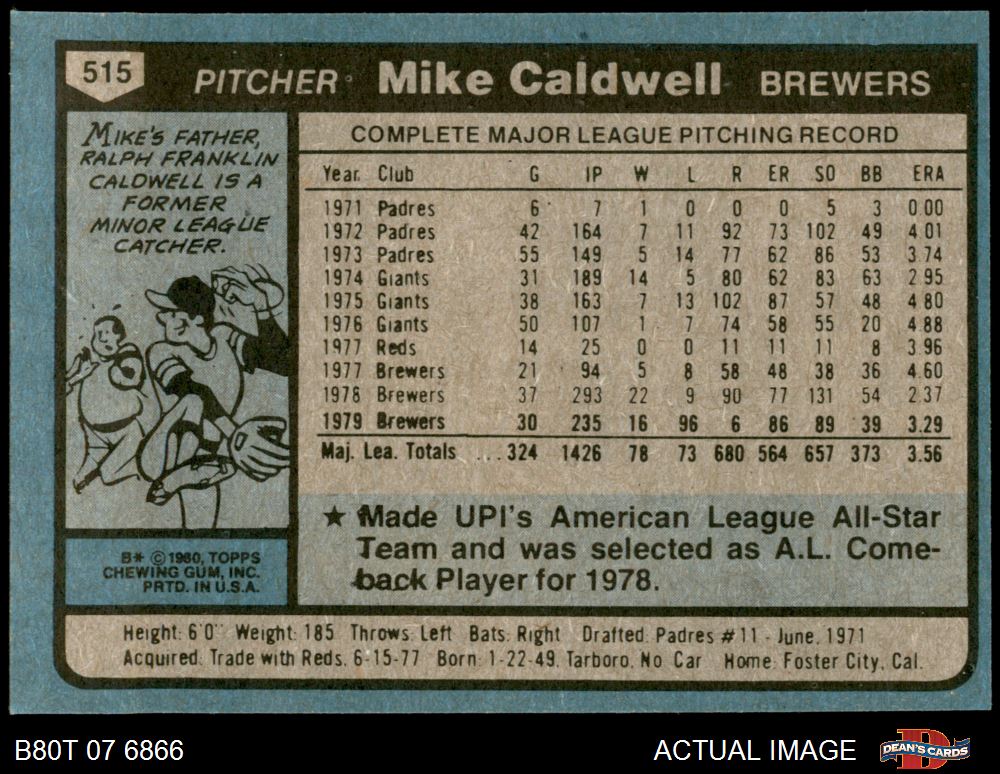 515 PITCHER Mike Caldwell BREWERS
MIKE'S FATHER,
RALPH FRANKLIN
CALDWELL IS A
FORMER
MINOR LEAGUE
CATCHER.
B* © 1980, TOPPS
CHEWING GUM, INC.
PRTD. IN U.S.A.
COMPLETE MAJOR LEAGUE PITCHING RECORD
Year Club G IP W L R ER SO BB ERA
1971 Padres 6 7 1 0 0 0 5 3 0.00
1972 Padres 42 164 7 11 92 73 102 49 4.01
1973 Padres 55 149 5 14 77 62 86 53 3.74
1974 Giants 31 189 14 5 80 62 83 63 2.95
1975 Giants 38 163 7 13 102 87 57 48 4.80
1976 Giants 50 107 1 7 74 58 55 20 4.88
1977 Reds 14 25 0 0 11 11 11 8 3.96
1977 Brewers 21 94 5 8 58 48 38 36 4.60
1978 Brewers 37 293 22 9 90 77 131 54 2.37
1979 Brewers 30 235 16 96 6 86 89 39 3.29
Maj. Lea. Totals ... 324 1426 78 73 680 564 657 373 3.56
★ Made UPI's American League All-Star
Team and was selected as A.L. Come-
back Player for 1978.
Height: 6'0" Weight: 185 Throws: Left Bats: Right Drafted: Padres #11 - June, 1971
Acquired: Trade with Reds, 6-15-77 Born: 1-22-49, Tarboro, No Car Home: Foster City, Cal.
B80T 07 6866 ACTUAL IMAGE DEAN'S CARDS